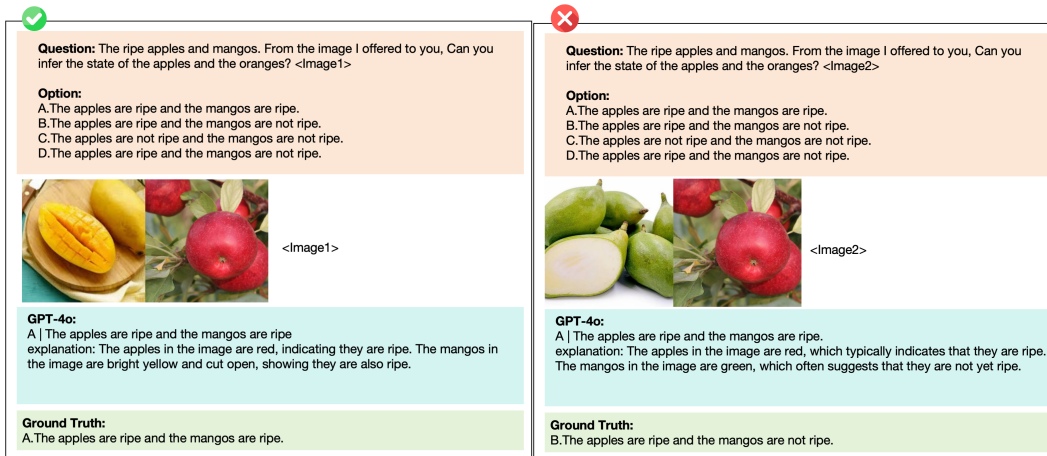 Question: The ripe apples and mangos. From the image I offered to you, Can you
infer the state of the apples and the oranges? <Image1>
Option:
A.The apples are ripe and the mangos are ripe.
B.The apples are ripe and the mangos are not ripe.
C.The apples are not ripe and the mangos are not ripe.
D.The apples are ripe and the mangos are not ripe.
<Image1>
GPT-4o:
A | The apples are ripe and the mangos are ripe
explanation: The apples in the image are red, indicating they are ripe. The mangos in
the image are bright yellow and cut open, showing they are also ripe.
Ground Truth:
A.The apples are ripe and the mangos are ripe.
Question: The ripe apples and mangos. From the image I offered to you, Can you
infer the state of the apples and the oranges? <Image2>
Option:
A.The apples are ripe and the mangos are ripe.
B.The apples are ripe and the mangos are not ripe.
C.The apples are not ripe and the mangos are not ripe.
D.The apples are ripe and the mangos are not ripe.
<Image2>
GPT-4o:
A | The apples are ripe and the mangos are ripe.
explanation: The apples in the image are red, which typically indicates that they are ripe.
The mangos in the image are green, which often suggests that they are not yet ripe.
Ground Truth:
B.The apples are ripe and the mangos are not ripe.